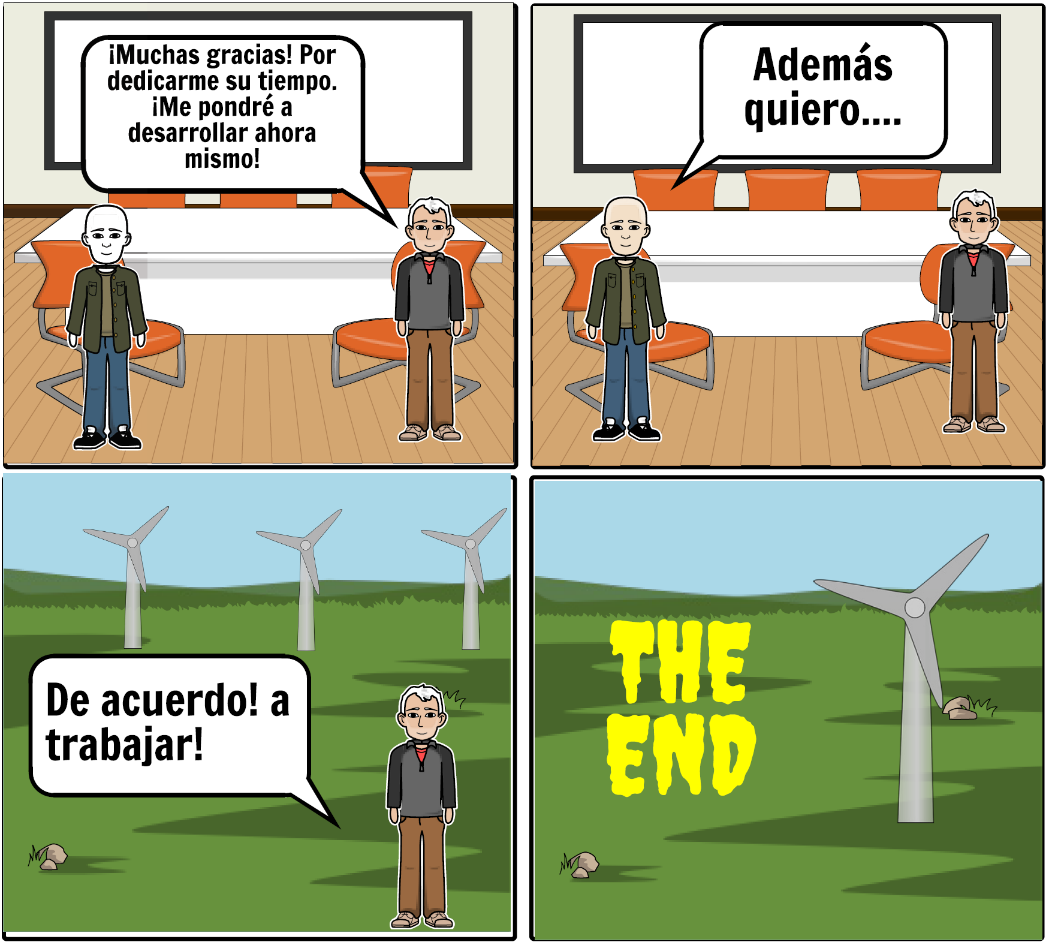 ¡Muchas gracias! Por
dedicarme su tiempo.
¡Me pondré a
desarrollar ahora
mismo!
Además
quiero....
De acuerdo! a
trabajar!
THE
END